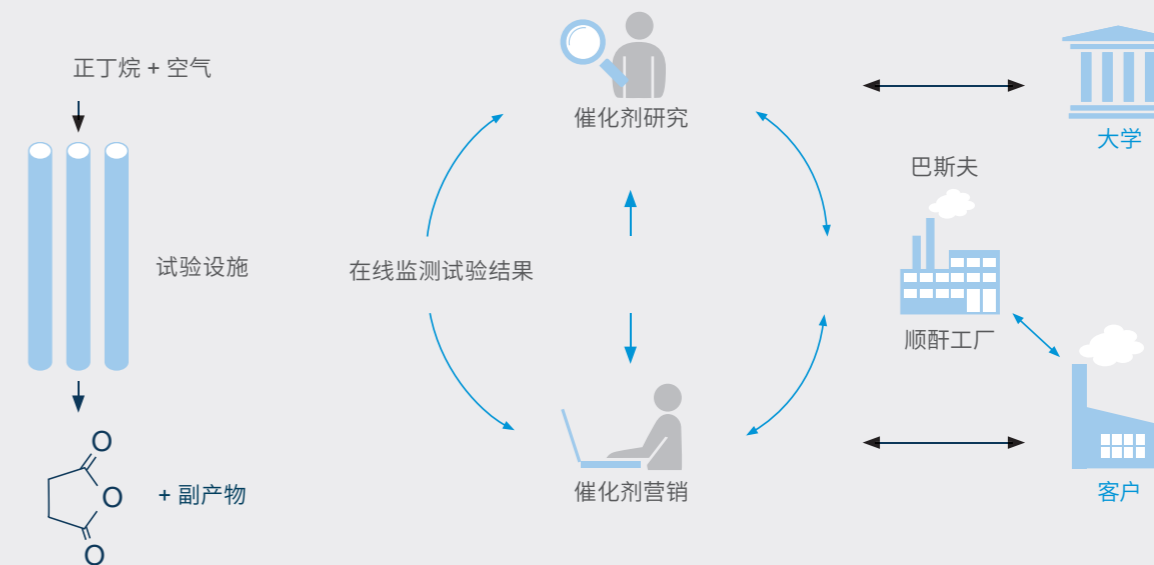 正丁烷 + 空气
试验设施
O
O
O
+ 副产物
催化剂研究
在线监测试验结果
催化剂营销
大学
巴斯夫
顺酐工厂
客户